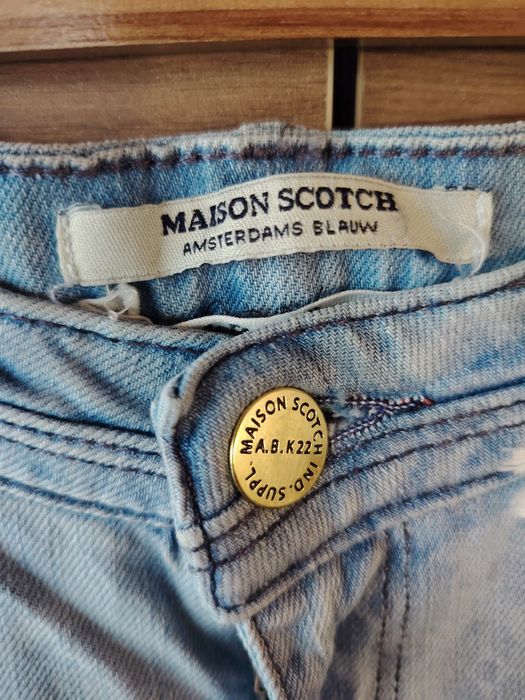 MAISON SCOTCH
AMSTERDAMS BLAUW
MAISON SCOTCH IND. SUPPL.
A.B.K22